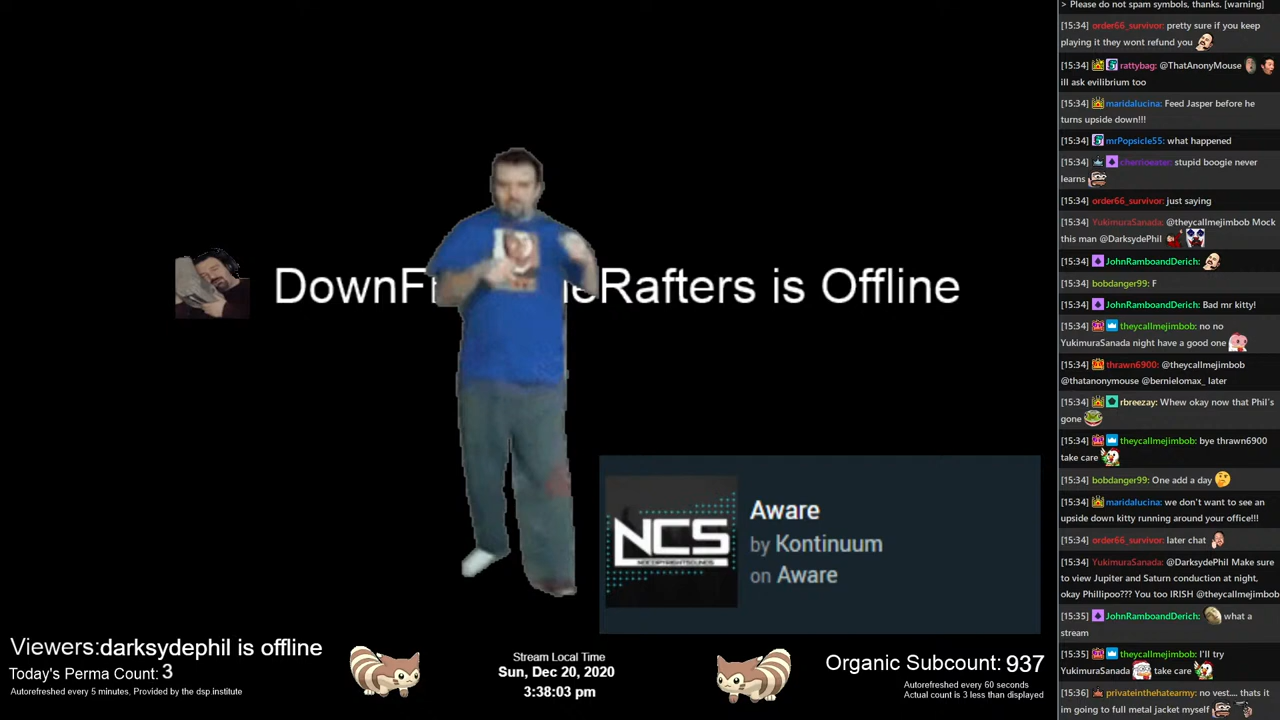 DownFr    eRafters is Offline
NCS
NOCOPYRIGHTSOUNDS
Aware
by Kontinuum
on Aware
Viewers:darksydephil is offline
Today's Perma Count: 3
Autorefreshed every 5 minutes, Provided by the dsp institute
Stream Local Time
Sun, Dec 20, 2020
3:38:03 pm
Organic Subcount: 937
Autorefreshed every 60 seconds
Actual count is 3 less than displayed
> Please do not spam symbols, thanks. [warning]
[15:34] order66_survivor: pretty sure if you keep
playing it they wont refund you
[15:34] rattybag: @ThatAnonyMouse
ill ask evilibrium too
[15:34] maridalucina: Feed Jasper before he
turns upside down!!!
[15:34] mrPopsicle55: what happened
[15:34] cherrioeater: stupid boogie never
learns
[15:34] order66_survivor: just saying
[15:34] YukimuraSanada: @theycallmejimbob Mock
this man @DarksydePhil
[15:34] JohnRamboandDerich:
[15:34] bobdanger99: F
[15:34] JohnRamboandDerich: Bad mr kitty!
[15:34] theycallmejimbob: no no
YukimuraSanada night have a good one
[15:34] thrawn6900: @theycallmejimbob
@thatanonymouse @bernielomax_ later
[15:34] rbreezay: Whew okay now that Phil's
gone
[15:34] theycallmejimbob: bye thrawn6900
take care
[15:34] bobdanger99: One add a day
[15:34] maridalucina: we don't want to see an
upside down kitty running around your office!!!
[15:34] order66_survivor: later chat
[15:34] YukimuraSanada: @DarksydePhil Make sure
to view Jupiter and Saturn conduction at night,
okay Phillipoo??? You too IRISH @theycallmejimbob
[15:35] JohnRamboandDerich: what a
stream
[15:35] theycallmejimbob: I'll try
YukimuraSanada take care
[15:36] privateinthehatearmy: no vest.... thats it
im going to full metal jacket myself